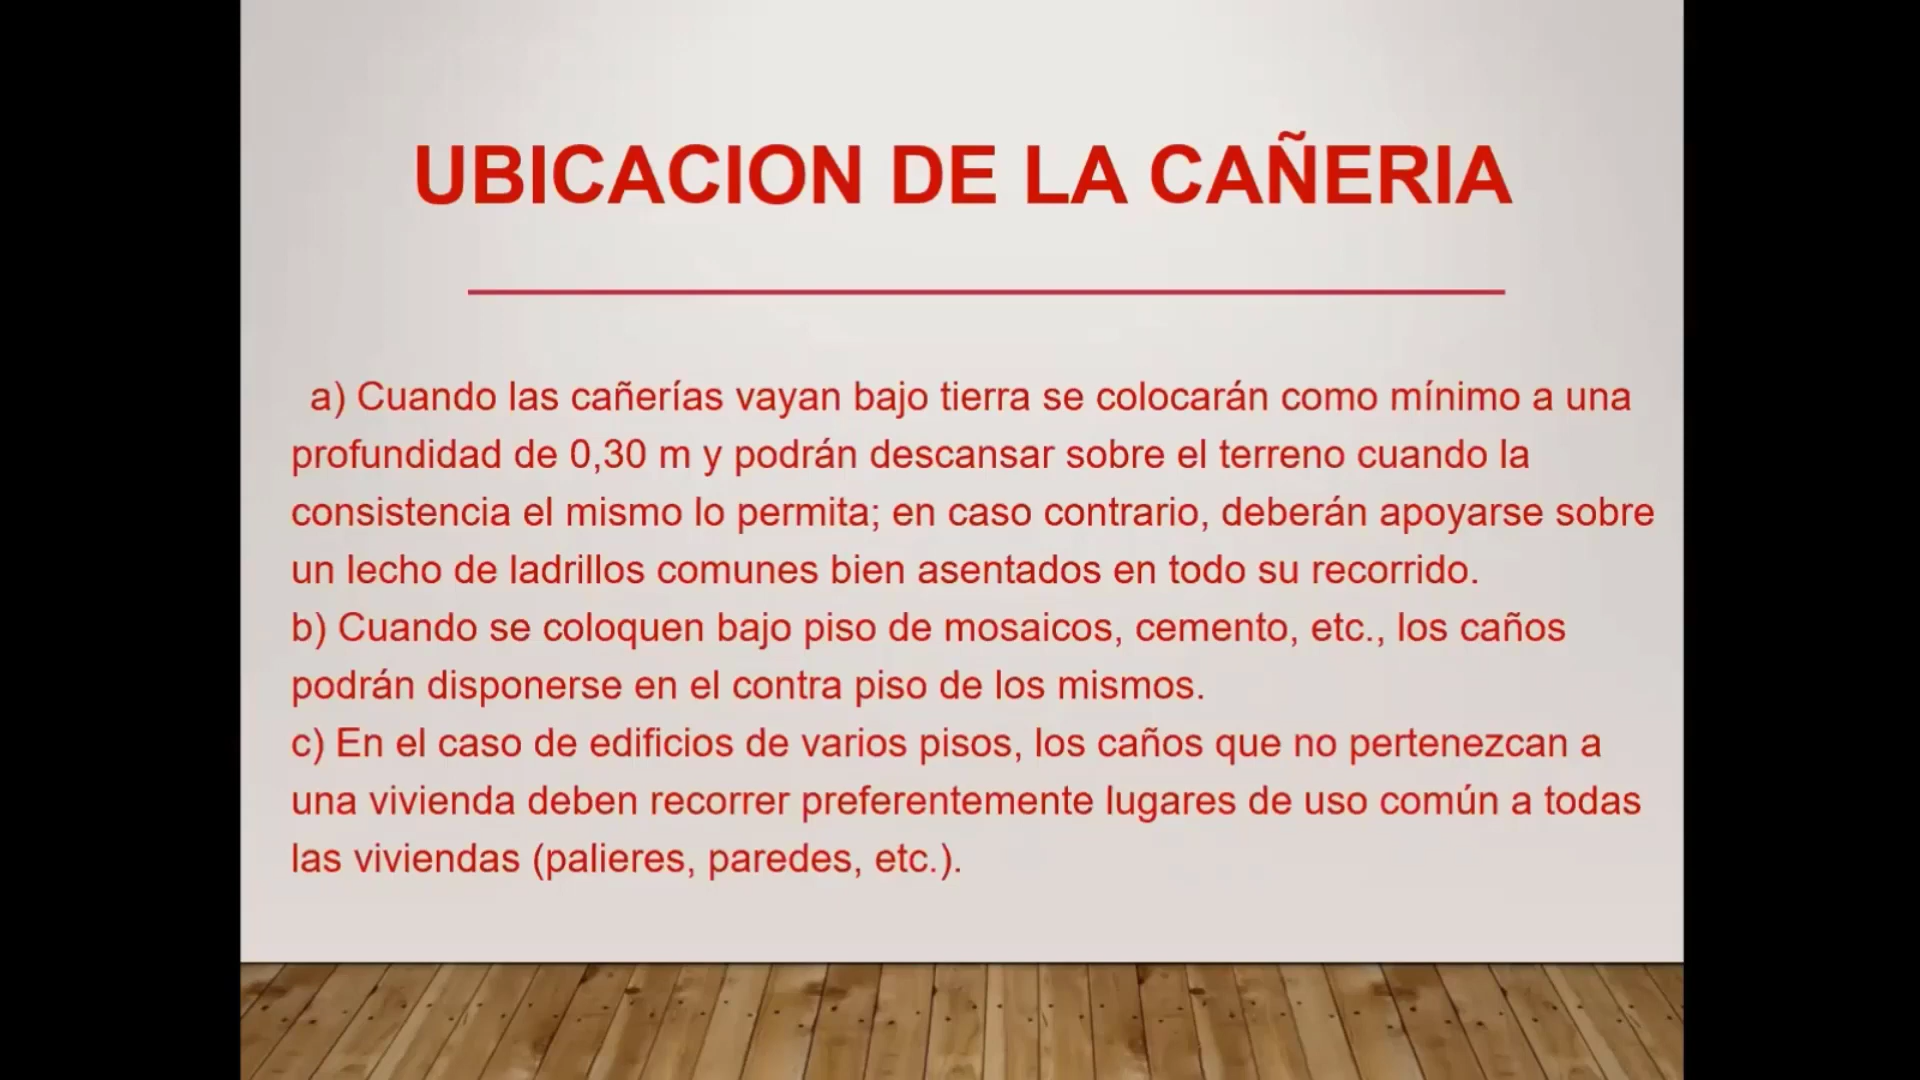 UBICACION DE LA CAÑERIA
a) Cuando las cañerías vayan bajo tierra se colocarán como mínimo a una
profundidad de 0,30 m y podrán descansar sobre el terreno cuando la
consistencia el mismo lo permita; en caso contrario, deberán apoyarse sobre
un lecho de ladrillos comunes bien asentados en todo su recorrido.
b) Cuando se coloquen bajo piso de mosaicos, cemento, etc., los caños
podrán disponerse en el contra piso de los mismos.
c) En el caso de edificios de varios pisos, los caños que no pertenezcan a
una vivienda deben recorrer preferentemente lugares de uso común a todas
las viviendas (palieres, paredes, etc.).